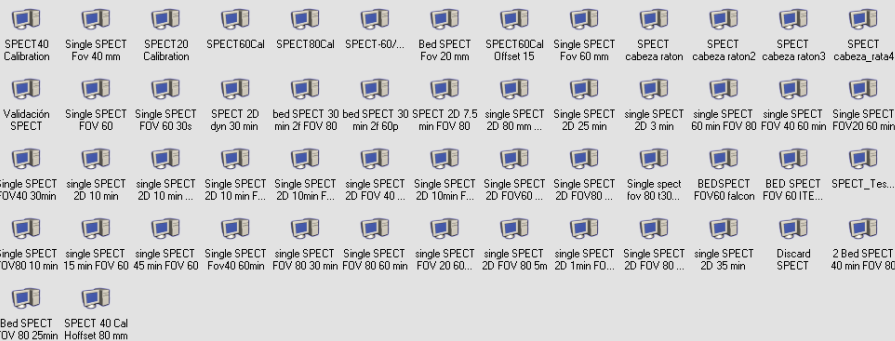 SPECT40 Single SPECT SPECT20 SPECT60Cal SPECT80Cal SPECT-60/... Bed SPECT SPECT60Cal Single SPECT SPECT SPECT SPECT SPECT
Calibration Fov 40 mm Calibration Fov 20 mm Offset 15 Fov 60 mm cabeza raton cabeza raton2 cabeza raton3 cabeza_rata4
Validación Single SPECT Single SPECT SPECT 2D bed SPECT 30 bed SPECT 30 SPECT 2D 7.5 single SPECT Single SPECT single SPECT single SPECT single SPECT Single SPECT
SPECT FOV 60 FOV 60 30s dyn 30 min min 2f FOV 80 min 2f 60p min FOV 80 2D 80 mm ... 2D 25 min 2D 3 min 60 min FOV 80 FOV 40 60 min FOV20 60 min
Single SPECT single SPECT single SPECT Single SPECT Single SPECT single SPECT Single SPECT Single SPECT Single SPECT Single spect BEDSPECT BED SPECT SPECT_Tes...
FOV40 30min 2D 10 min 2D 10 min ... 2D 10 min F... 2D 10min F... 2D FOV 40 ... 2D 10min F... 2D FOV60 ... 2D FOV80 ... fov 80 t30... FOV60 falcon FOV 60 ITE...
Single SPECT single SPECT single SPECT Single SPECT single SPECT Single SPECT single SPECT single SPECT single SPECT Single SPECT single SPECT Discard 2 Bed SPECT
FOV80 10 min 15 min FOV 60 45 min FOV 60 Fov40 60min FOV 80 30 min FOV 80 60 min FOV 20 60... 2D FOV 80 5m 2D 1min FO... 2D FOV 80 ... 2D 35 min SPECT 40 min FOV 80
Bed SPECT SPECT 40 Cal
FOV 80 25min Hoffset 80 mm